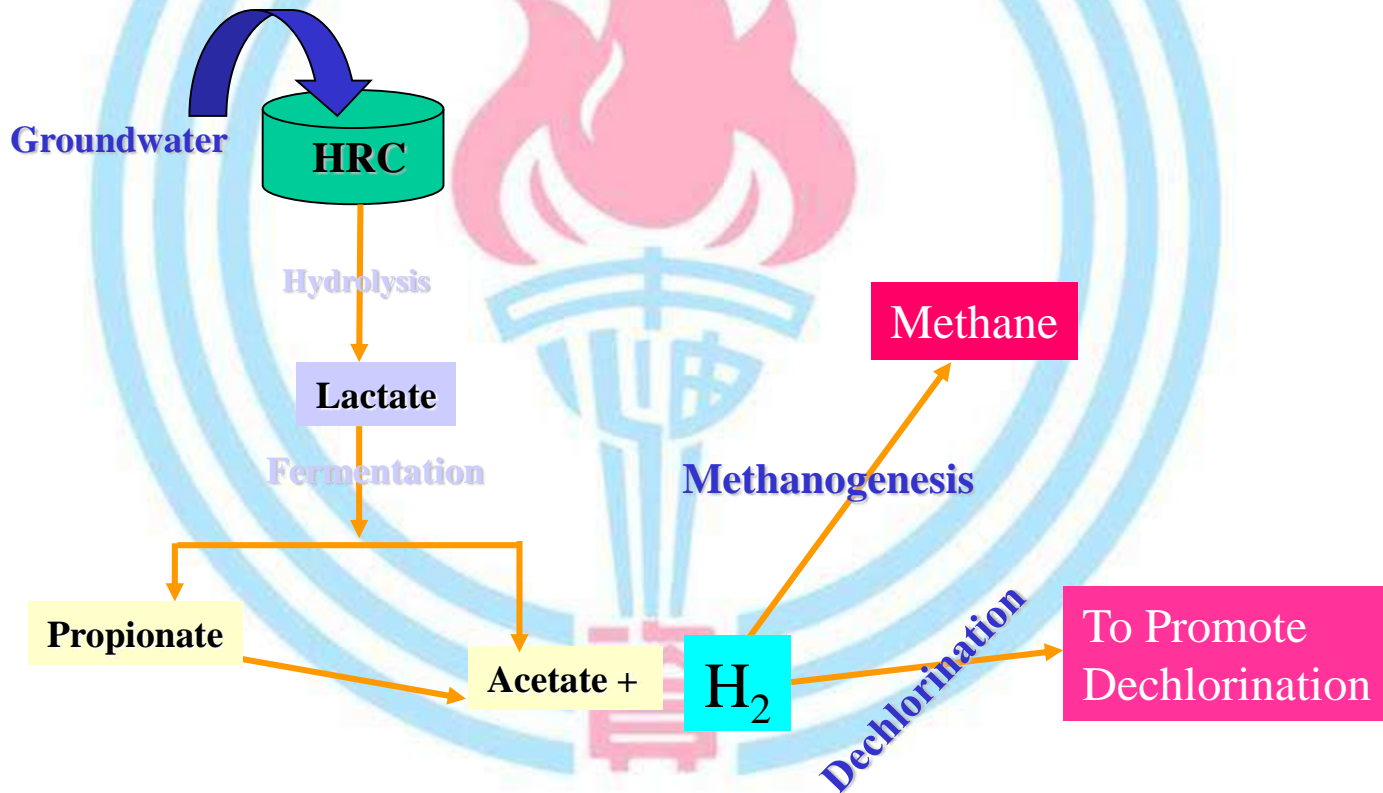 Groundwater
HRC
Hydrolysis
Lactate
Fermentation
Propionate
Acetate +
H₂
Methanogenesis
Methane
Dechlorination
To Promote
Dechlorination